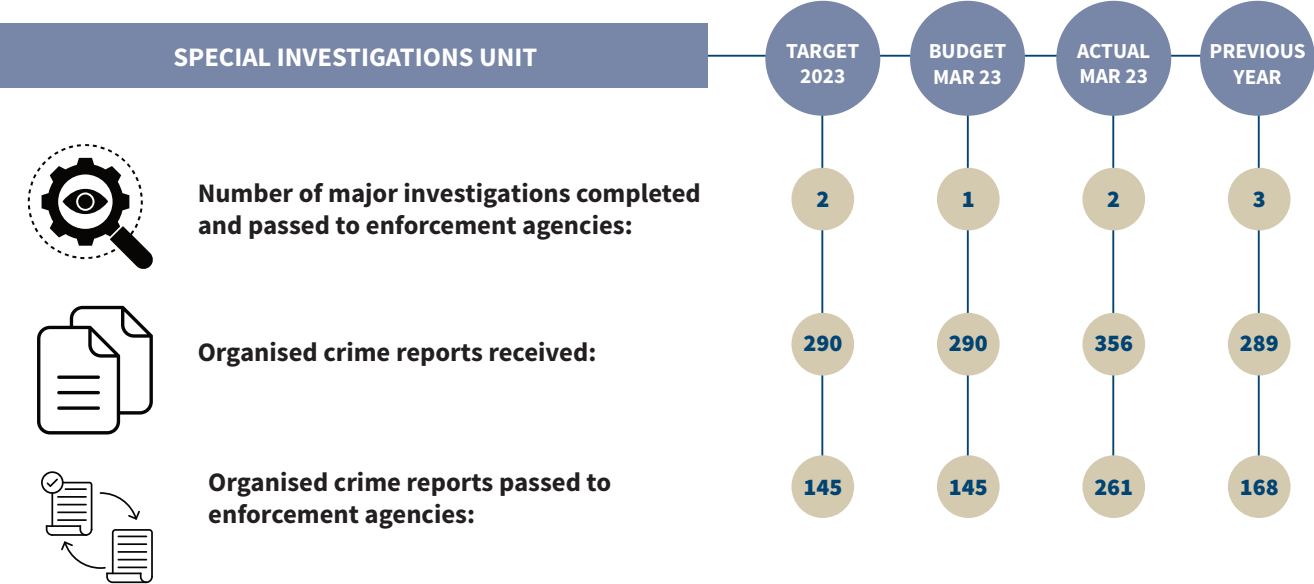 SPECIAL INVESTIGATIONS UNIT
TARGET
2023
BUDGET
MAR 23
ACTUAL
MAR 23
PREVIOUS
YEAR
Number of major investigations completed
and passed to enforcement agencies:
2
1
2
3
Organised crime reports received:
290
290
356
289
Organised crime reports passed to
enforcement agencies:
145
145
261
168